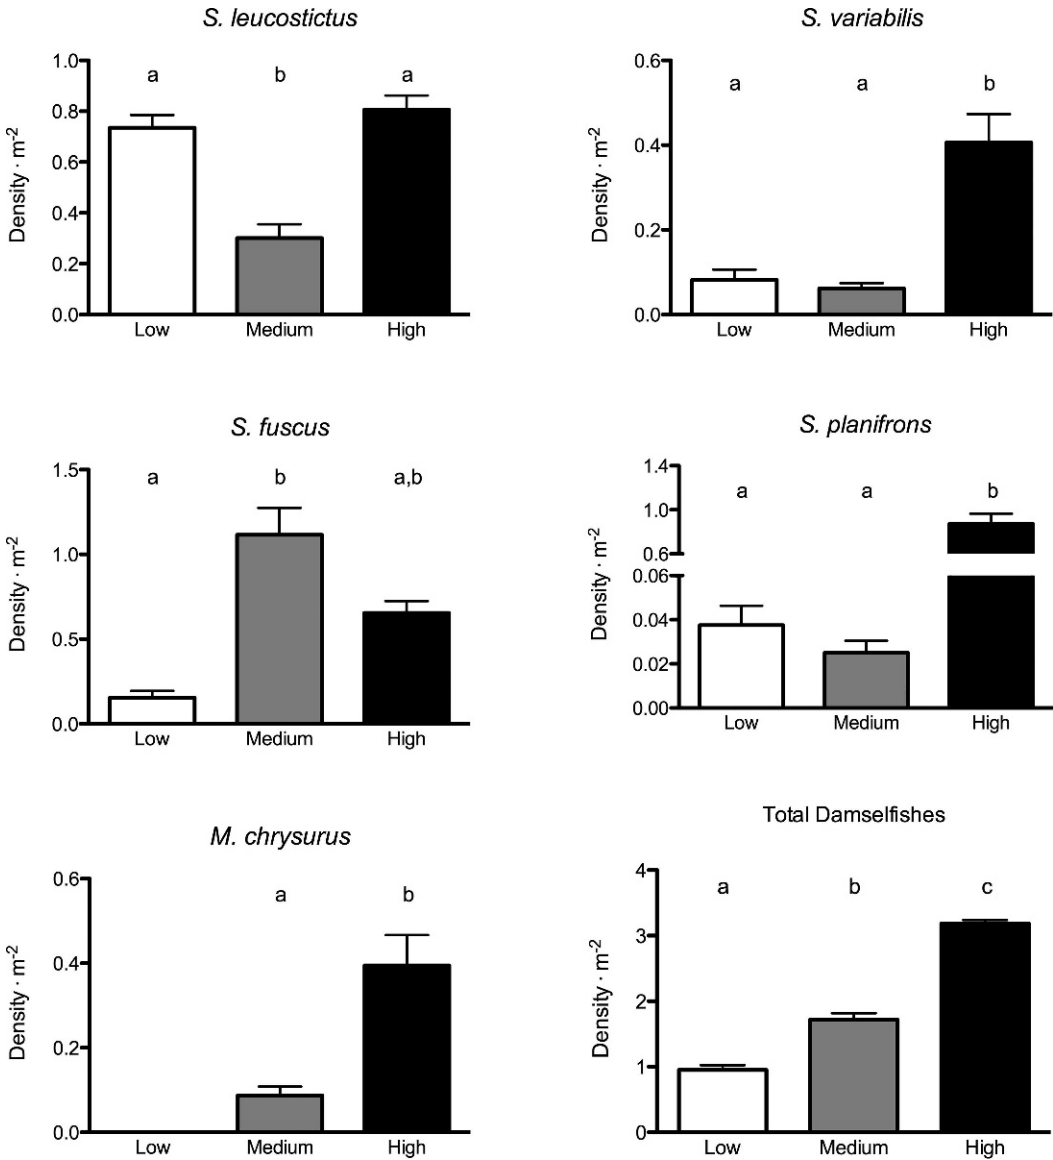 S. leucostictus
1.0
0.8
0.6
0.4
0.2
0.0
Density · m⁻²
a
b
a
Low
Medium
High
S. variabilis
0.6
0.4
0.2
0.0
Density · m⁻²
a
a
b
Low
Medium
High
S. fuscus
1.5
1.0
0.5
0.0
Density · m⁻²
a
b
a,b
Low
Medium
High
S. planifrons
1.4
1.0
0.6
0.06
0.04
0.02
0.00
Density · m⁻²
a
a
b
Low
Medium
High
M. chrysurus
0.6
0.4
0.2
0.0
Density · m⁻²
a
b
Low
Medium
High
Total Damselfishes
4
3
2
1
0
Density · m⁻²
a
b
c
Low
Medium
High